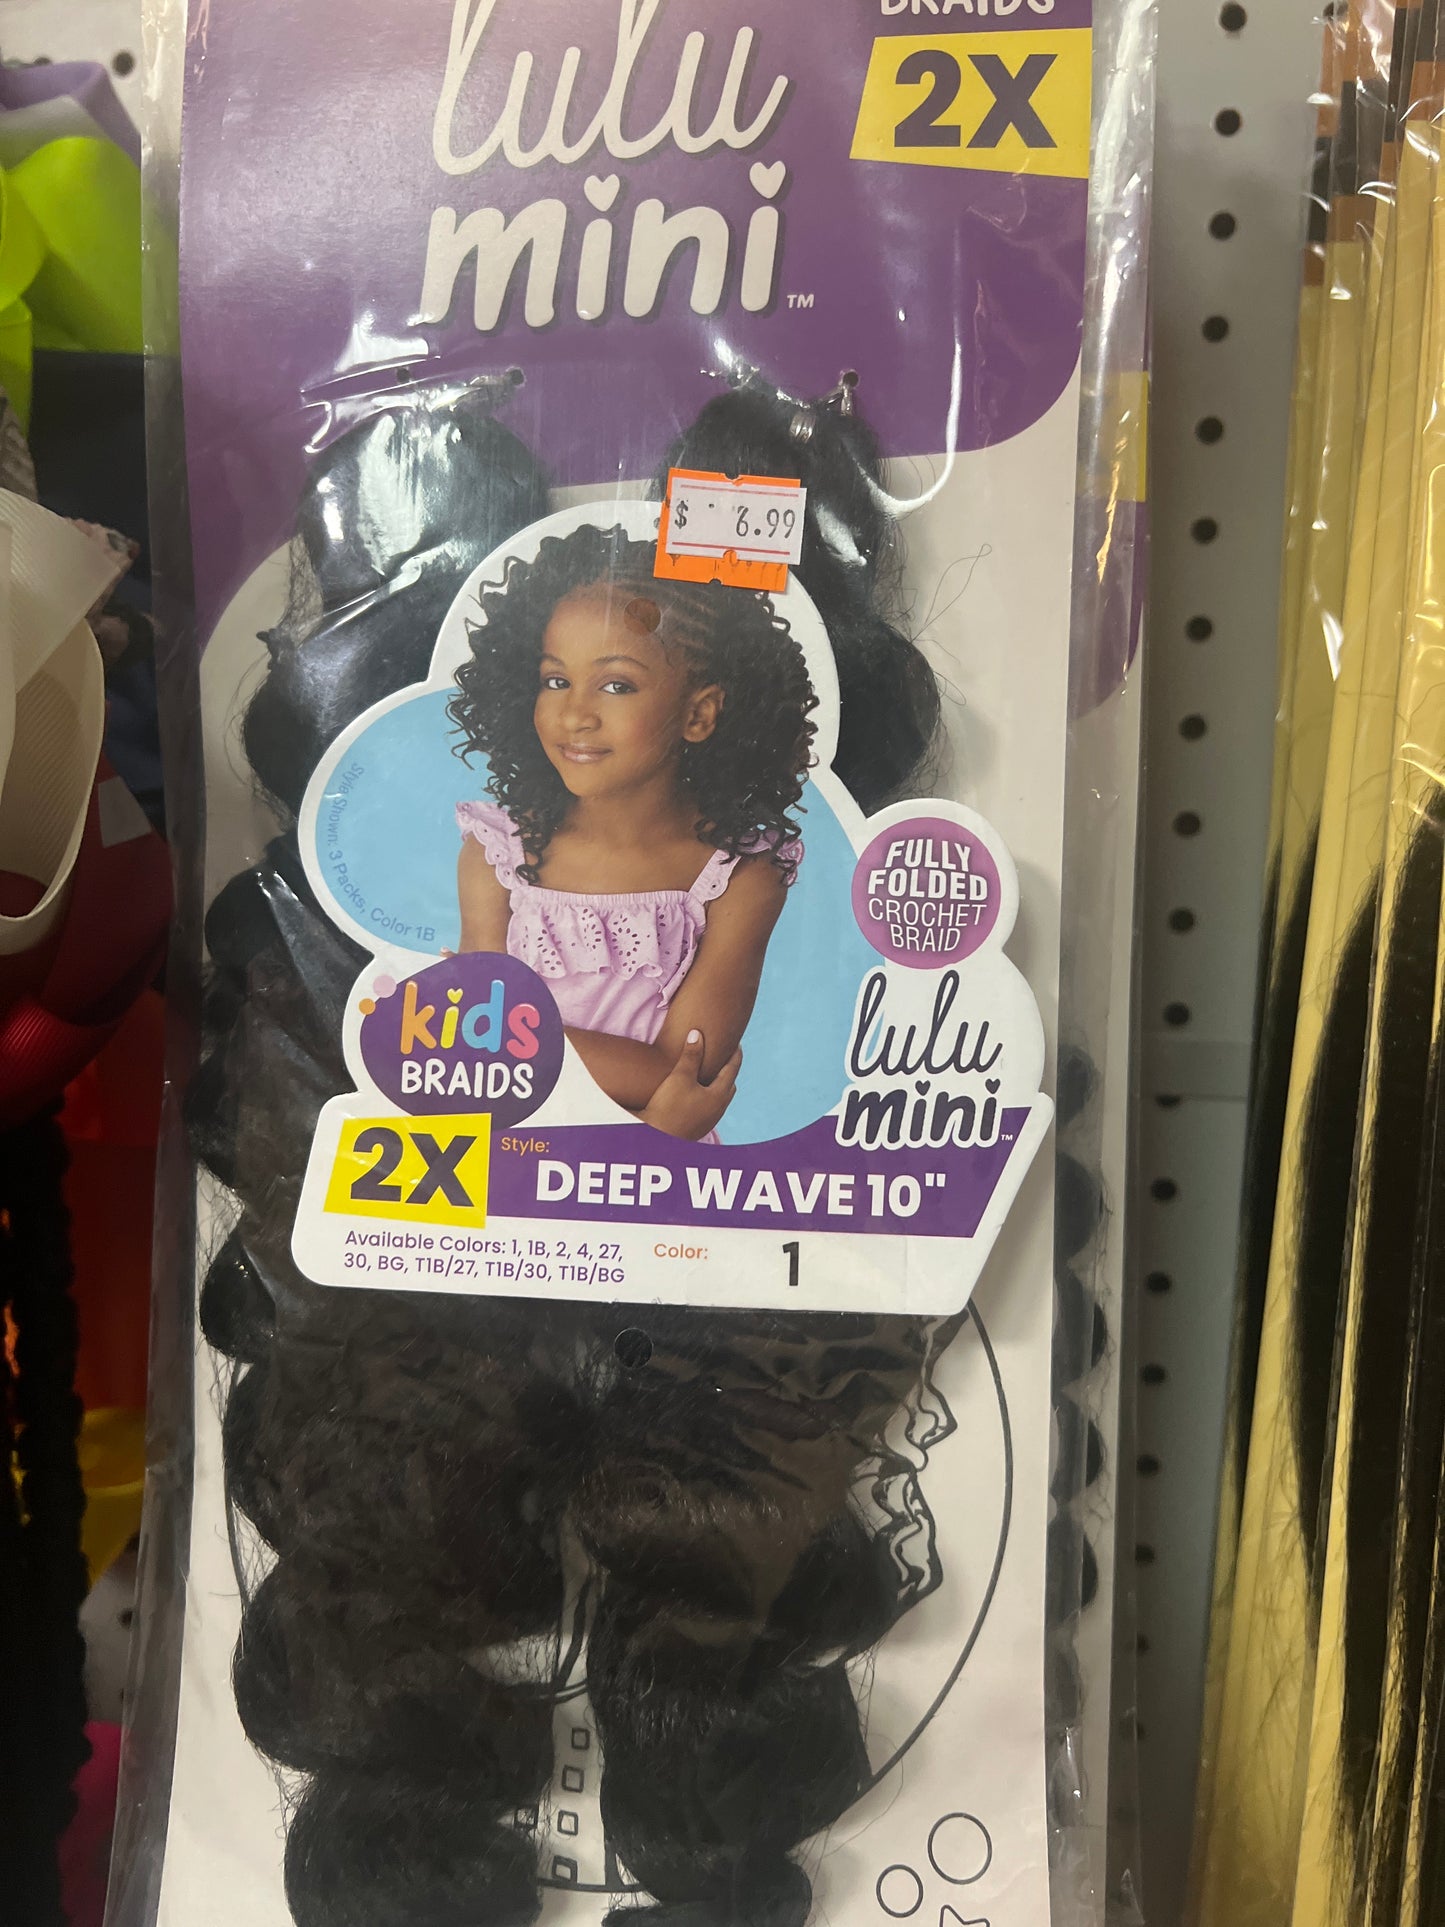 BRAIDS
2X
lulu
mini™
$ 6.99
Style Shown: 3 Packs, Color 1B
FULLY
FOLDED
CROCHET
BRAID
kids
BRAIDS
lulu
mini™
2X
Style:
DEEP WAVE 10"
Available Colors: 1, 1B, 2, 4, 27,
30, BG, T1B/27, T1B/30, T1B/BG
Color: 1